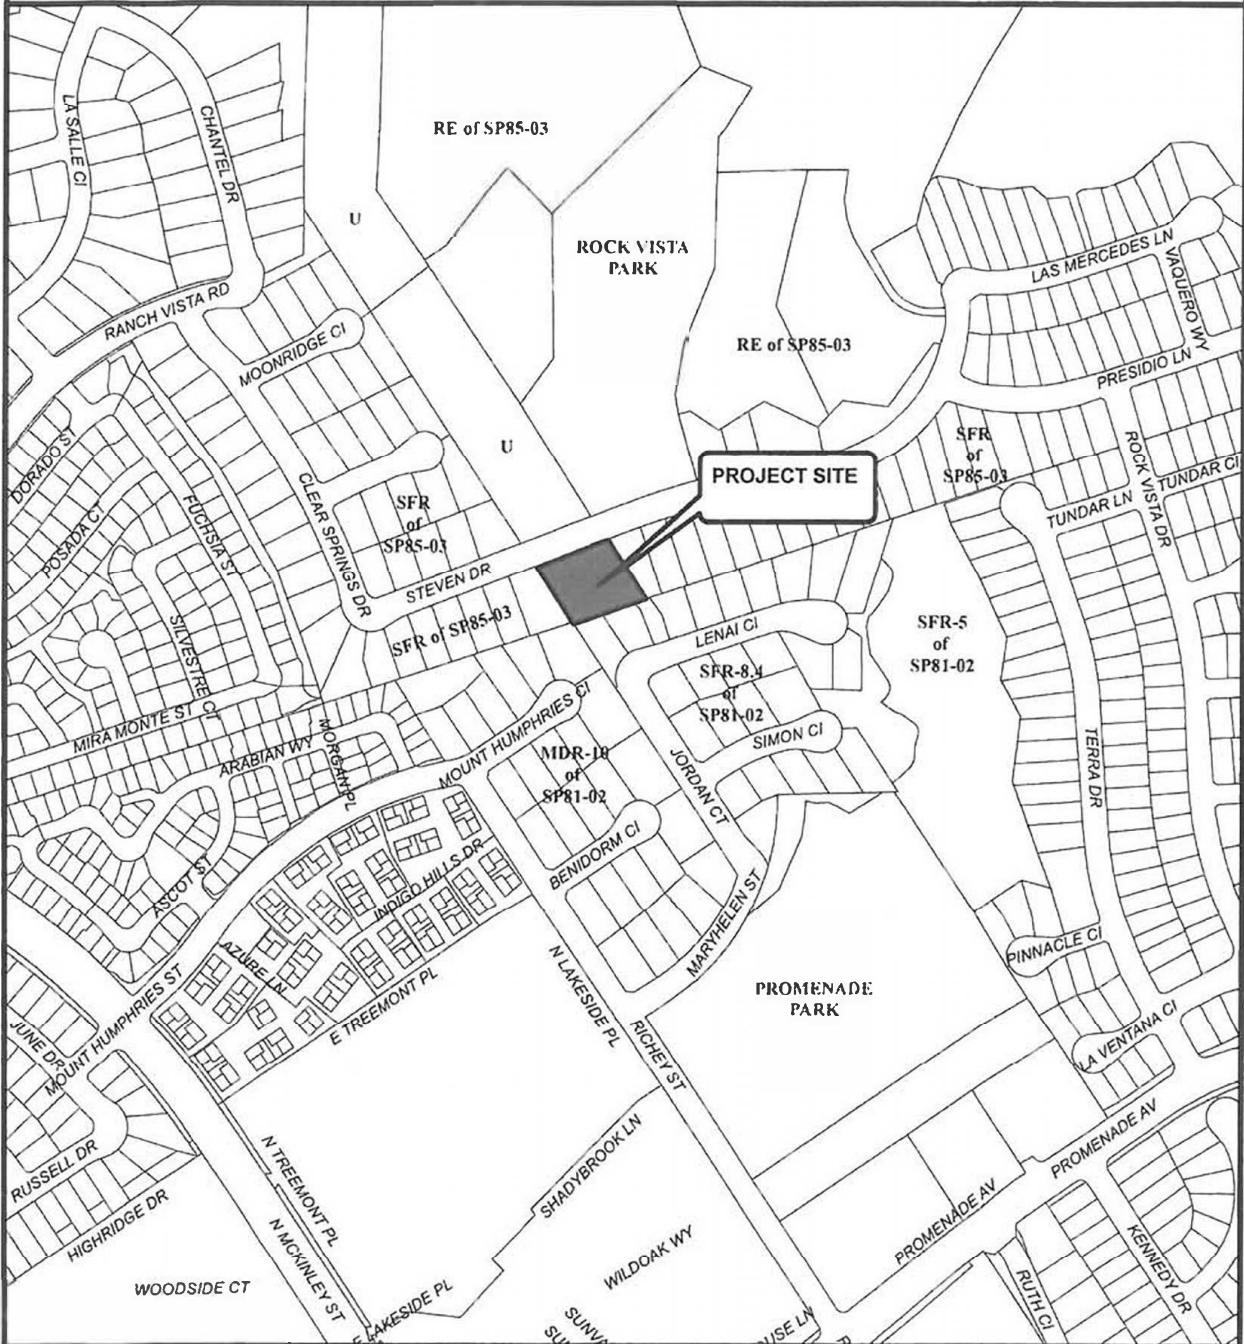 LA SALLE CI
CHANTEL DR
RE of SP85-03
U
ROCK VISTA
PARK
LAS MERCEDES LN
VAQUERO WY
RANCH VISTA RD
MOONRIDGE CI
RE of SP85-03
PRESIDIO LN
DORADO ST
U
SFR
of
SP85-03
ROCK VISTA DR
TUNDAR CI
TUNDAR LN
PROJECT SITE
POSADA CT
FUCHSIA ST
CLEAR SPRINGS DR
SFR
of
SP85-03
STEVEN DR
SFR of SP85-03
SILVESTRE CT
LENAI CI
SFR-5
of
SP81-02
SFR-8.4
of
SP81-02
MIRA MONTE ST
ARABIAN WY
MORGAN PL
MOUNT HUMPHRIES CI
MDR-10
of
SP81-02
SIMON CI
JORDAN CT
TERRA DR
BENIDORM CI
ASCOT ST
INDIGO HILLS DR
AZURE LN
MARYHELEN ST
PINNACLE CI
E TREEMONT PL
N LAKESIDE PL
PROMENADE
PARK
JUNE DR
MOUNT HUMPHRIES ST
RICHEY ST
LA VENTANA CI
RUSSELL DR
HIGHRIDGE DR
N TREEMONT PL
N MCKINLEY ST
SHADYBROOK LN
PROMENADE AV
PROMENADE AV
WOODSIDE CT
WILDOAK WY
KENNEDY DR
RUTH CI
LAKESIDE PL